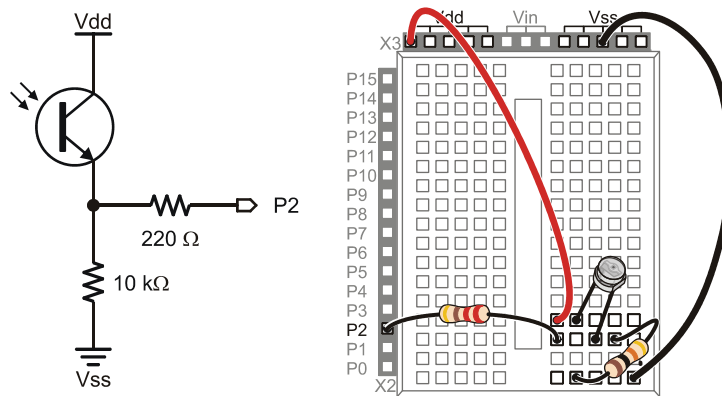 Vdd
P2
220 Ω
10 kΩ
Vss
Vdd
Vin
Vss
X3
P15
P14
P13
P12
P11
P10
P9
P8
P7
P6
P5
P4
P3
P2
P1
P0
X2